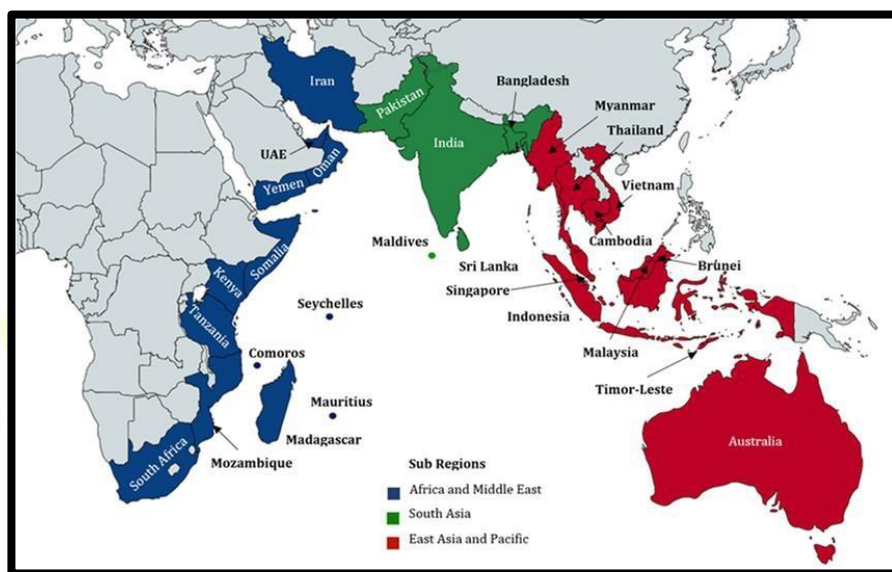 Iran
Pakistan
Bangladesh
Myanmar
Thailand
India
UAE
Oman
Yemen
Vietnam
Maldives
Cambodia
Somalia
Sri Lanka
Brunei
Kenya
Singapore
Seychelles
Indonesia
Tanzania
Malaysia
Comoros
Timor-Leste
Mauritius
Madagascar
Australia
South Africa
Mozambique
Sub Regions
Africa and Middle East
South Asia
East Asia and Pacific